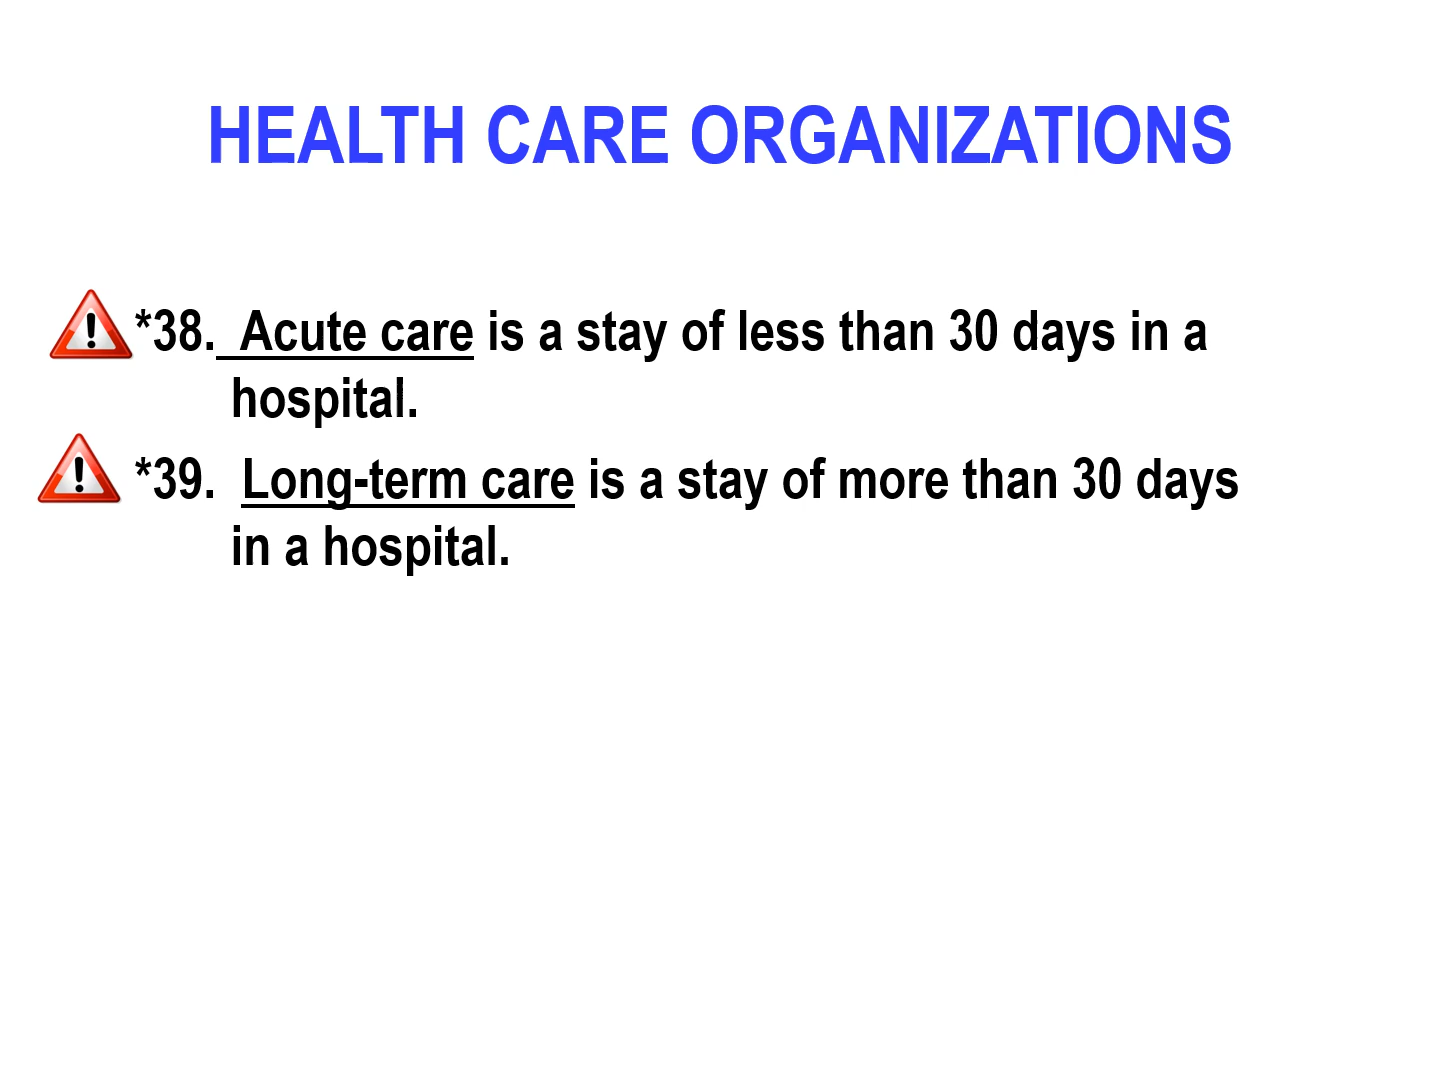 HEALTH CARE ORGANIZATIONS
*38. Acute care is a stay of less than 30 days in a
hospital.
*39. Long-term care is a stay of more than 30 days
in a hospital.